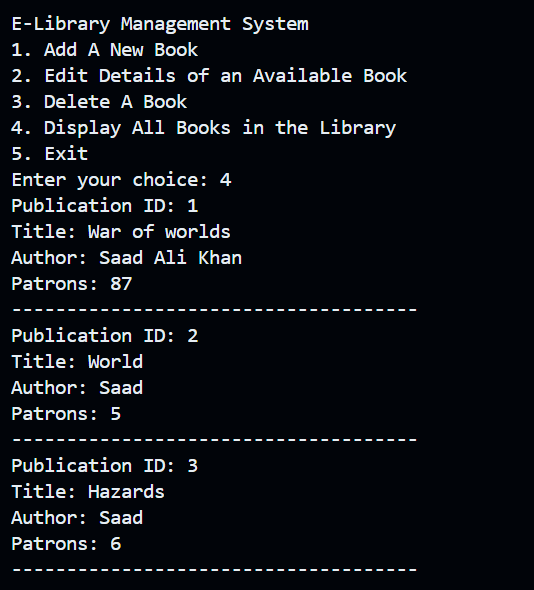 E-Library Management System
1. Add A New Book
2. Edit Details of an Available Book
3. Delete A Book
4. Display All Books in the Library
5. Exit
Enter your choice: 4
Publication ID: 1
Title: War of worlds
Author: Saad Ali Khan
Patrons: 87
-------------------------------------
Publication ID: 2
Title: World
Author: Saad
Patrons: 5
-------------------------------------
Publication ID: 3
Title: Hazards
Author: Saad
Patrons: 6
-------------------------------------